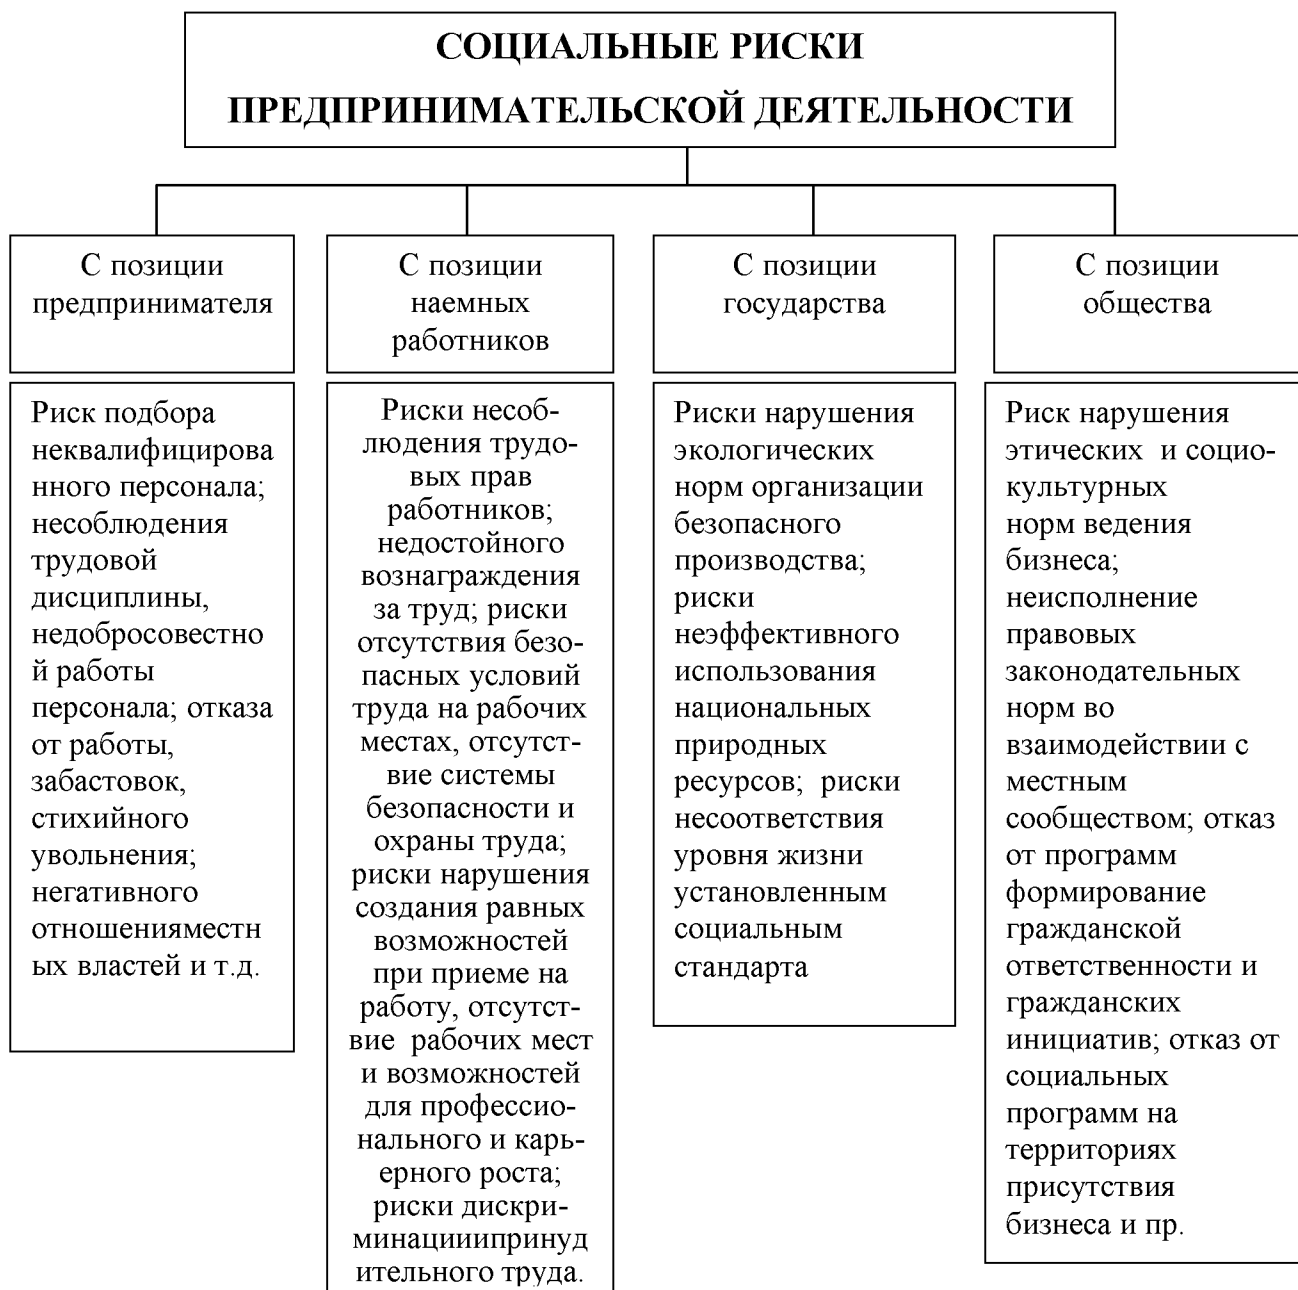 СОЦИАЛЬНЫЕ РИСКИ
ПРЕДПРИНИМАТЕЛЬСКОЙ ДЕЯТЕЛЬНОСТИ
С позиции
предпринимателя
С позиции
наемных
работников
С позиции
государства
С позиции
общества
Риск подбора
неквалифицирова
нного персонала;
несоблюдения
трудовой
дисциплины,
недобросовестно
й работы
персонала; отказа
от работы,
забастовок,
стихийного
увольнения;
негативного
отношенияместн
ых властей и т.д.
Риски несоб-
людения трудо-
вых прав
работников;
недостойного
вознаграждения
за труд; риски
отсутствия безо-
пасных условий
труда на рабочих
местах, отсутст-
вие системы
безопасности и
охраны труда;
риски нарушения
создания равных
возможностей
при приеме на
работу, отсутст-
вие рабочих мест
и возможностей
для профессио-
нального и карь-
ерного роста;
риски дискри-
минациииипринуд
ительного труда.
Риски нарушения
экологических
норм организации
безопасного
производства;
риски
неэффективного
использования
национальных
природных
ресурсов; риски
несоответствия
уровня жизни
установленным
социальным
стандарта
Риск нарушения
этических и социо-
культурных
норм ведения
бизнеса;
неисполнение
правовых
законодательных
норм во
взаимодействии с
местным
сообществом; отказ
от программ
формирование
гражданской
ответственности и
гражданских
инициатив; отказ от
социальных
программ на
территориях
присутствия
бизнеса и пр.